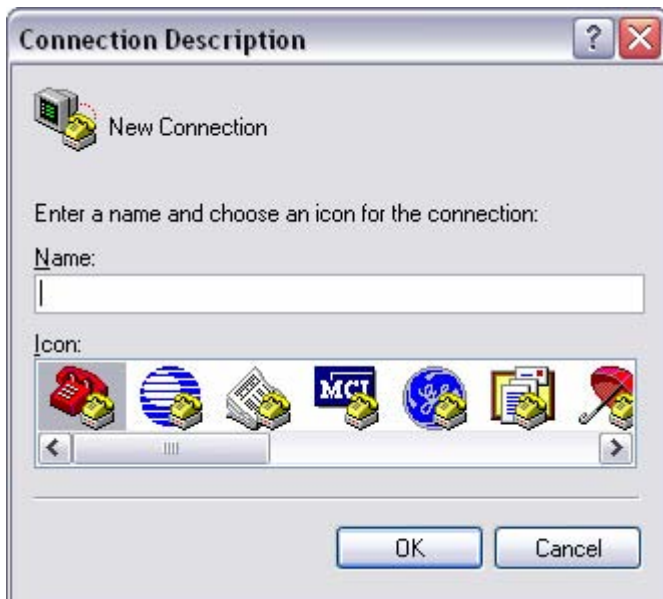 Connection Description
?
New Connection
Enter a name and choose an icon for the connection:
Name:
Icon:
MCI
OK
Cancel